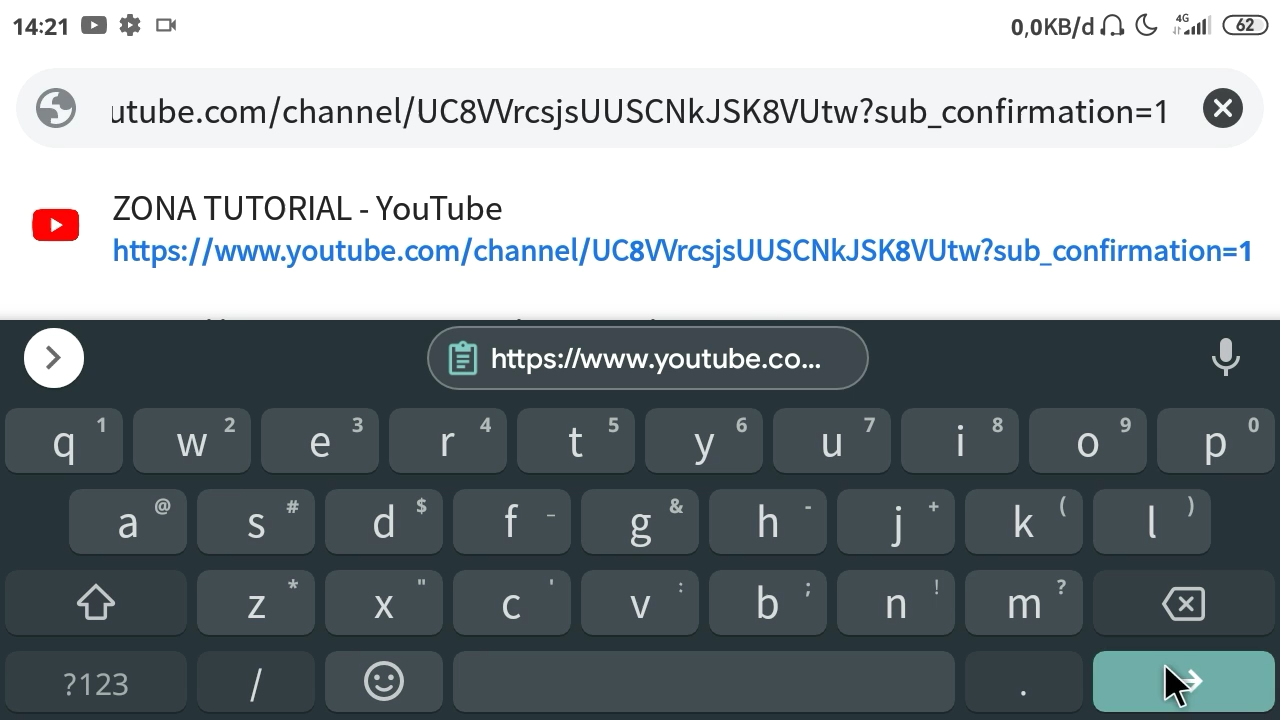 14:21 0,0KB/d 4G 62
utube.com/channel/UC8VVrcsjsUUSCNkJSK8VUtw?sub_confirmation=1
ZONA TUTORIAL - YouTube
https://www.youtube.com/channel/UC8VVrcsjsUUSCNkJSK8VUtw?sub_confirmation=1
https://www.youtube.co...
q 1 w 2 e 3 r 4 t 5 y 6 u 7 i 8 o 9 p 0
a @ s # d $ f _ g & h - j + k ( l )
z * x " c ' v : b ; n ! m ?
?123 / .